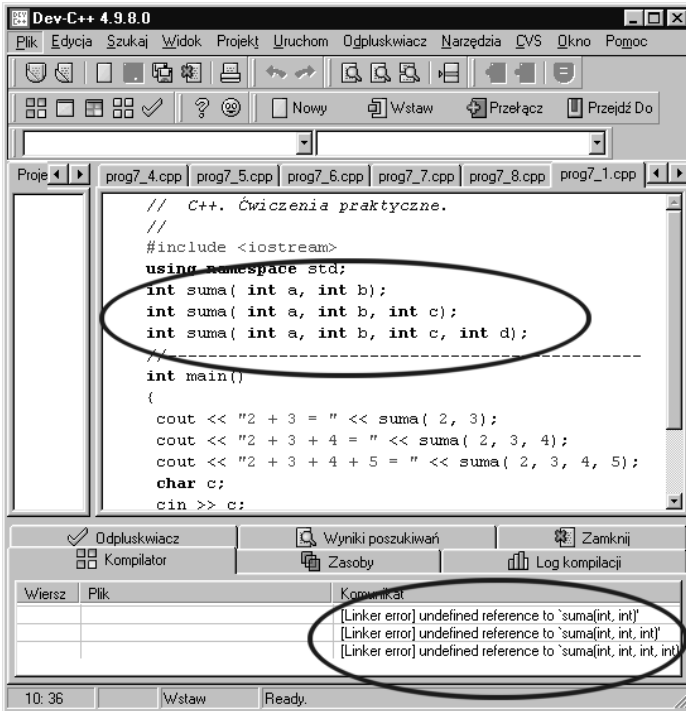 Dev-C++ 4.9.8.0
Plik Edycja Szukaj Widok Projekt Uruchom Odpluskwiacz Narzędzia CVS Okno Pomoc
Nowy Wstaw Przełącz Przejdź Do
Proje prog7_4.cpp prog7_5.cpp prog7_6.cpp prog7_7.cpp prog7_8.cpp prog7_1.cpp
// C++. Ćwiczenia praktyczne.
//
#include <iostream>
using namespace std;
int suma( int a, int b);
int suma( int a, int b, int c);
int suma( int a, int b, int c, int d);
//----------------------------------------------------
int main()
{
cout << "2 + 3 = " << suma( 2, 3);
cout << "2 + 3 + 4 = " << suma( 2, 3, 4);
cout << "2 + 3 + 4 + 5 = " << suma( 2, 3, 4, 5);
char c;
cin >> c;
Odpluskwiacz Wyniki poszukiwań Zamknij
Kompilator Zasoby Log kompilacji
Wiersz Plik Komunikat
[Linker error] undefined reference to `suma(int, int)'
[Linker error] undefined reference to `suma(int, int, int)'
[Linker error] undefined reference to `suma(int, int, int, int)
10: 36 Wstaw Ready.